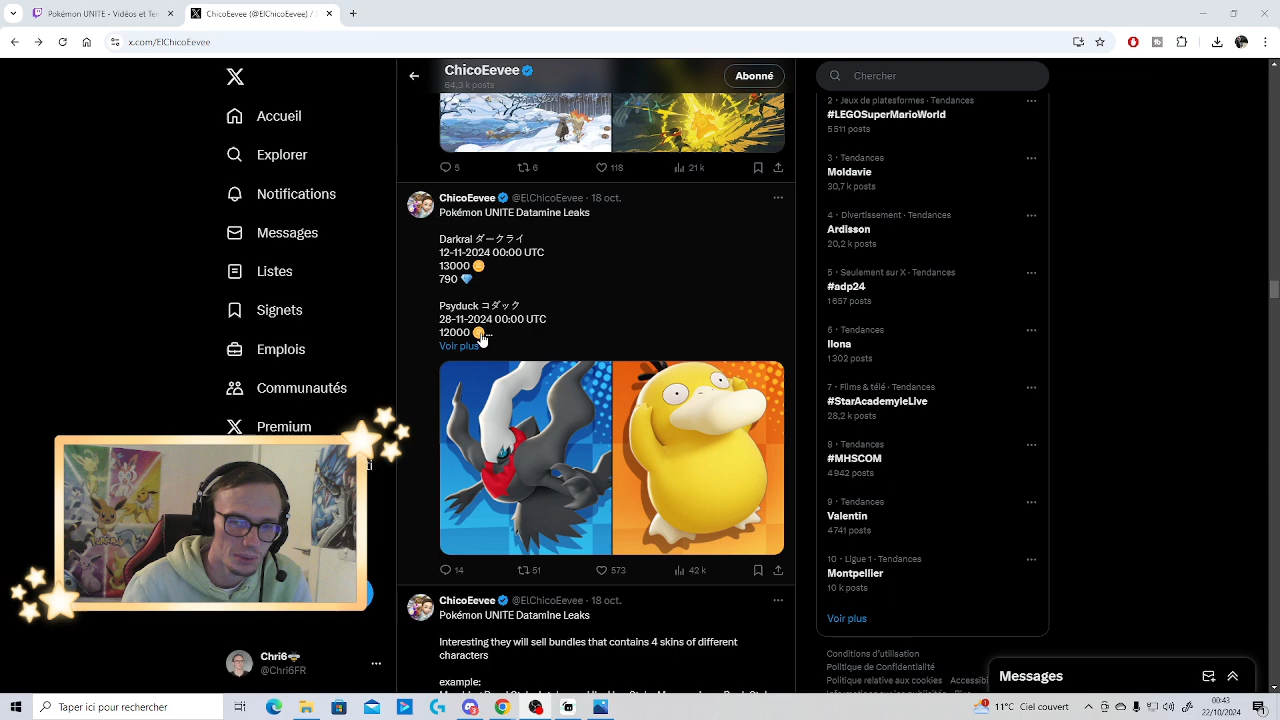 Pokémon UNITE - Vidéos et Ter
ChicoEevee (@ElChicoEevee) /
x.com/ElChicoEevee
Accueil
Explorer
Notifications
Messages
Listes
Signets
Emplois
Communautés
Premium
Chri6
@Chri6FR
ChicoEevee
64,3 k posts
Abonné
5
6
118
21 k
ChicoEevee @ElChicoEevee · 18 oct.
Pokémon UNITE Datamine Leaks
Darkrai ダークライ
12-11-2024 00:00 UTC
13000
790
Psyduck コダック
28-11-2024 00:00 UTC
12000 ...
Voir plus
14
51
573
42 k
ChicoEevee @ElChicoEevee · 18 oct.
Pokémon UNITE Datamine Leaks
Interesting they will sell bundles that contains 4 skins of different
characters
example:
Chercher
2 · Jeux de platesformes · Tendances
#LEGOSuperMarioWorld
5 511 posts
3 · Tendances
Moldavie
30,7 k posts
4 · Divertissement · Tendances
Ardisson
20,2 k posts
5 · Seulement sur X · Tendances
#adp24
1 657 posts
6 · Tendances
Ilona
1 302 posts
7 · Films & télé · Tendances
#StarAcademyleLive
28,2 k posts
8 · Tendances
#MHSCOM
4 942 posts
9 · Tendances
Valentin
4 741 posts
10 · Ligue 1 · Tendances
Montpellier
10 k posts
Voir plus
Conditions d'utilisation
Politique de Confidentialité
Politique relative aux cookies Accessibi
Messages
Taper ici pour rechercher
11°C Ciel couvert
00:43
22/10/2024